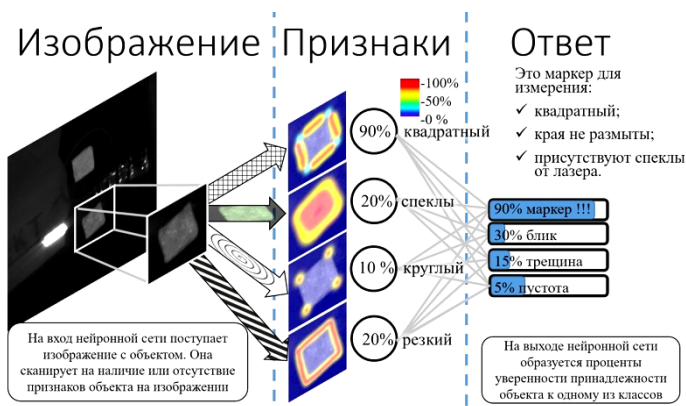 Изображение
Признаки
Ответ
-100%
-50%
-0 %
90%
квадратный
20%
спеклы
10 %
круглый
20%
резкий
Это маркер для
измерения:
✓ квадратный;
✓ края не размыты;
✓ присутствуют спеклы
от лазера.
90% маркер !!!
30% блик
15% трещина
5% пустота
На вход нейронной сети поступает
изображение с объектом. Она
сканирует на наличие или отсутствие
признаков объекта на изображении
На выходе нейронной сети
образуется проценты
уверенности принадлежности
объекта к одному из классов